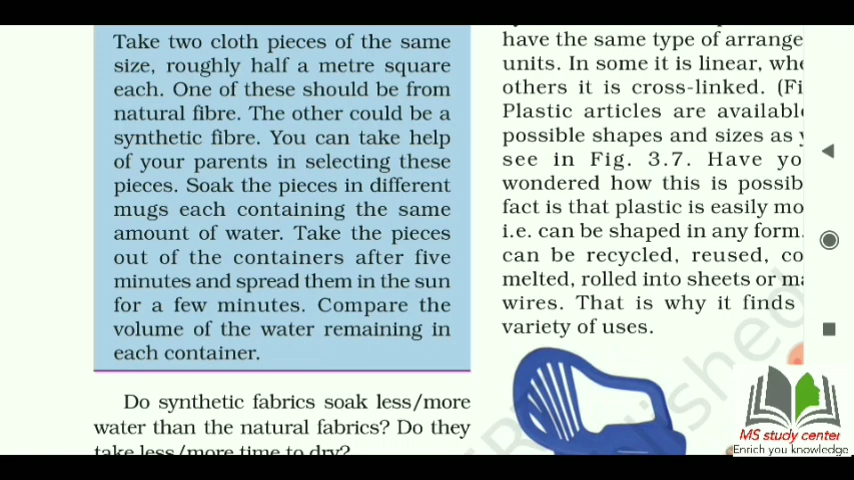 Take two cloth pieces of the same
size, roughly half a metre square
each. One of these should be from
natural fibre. The other could be a
synthetic fibre. You can take help
of your parents in selecting these
pieces. Soak the pieces in different
mugs each containing the same
amount of water. Take the pieces
out of the containers after five
minutes and spread them in the sun
for a few minutes. Compare the
volume of the water remaining in
each container.
Do synthetic fabrics soak less/more
water than the natural fabrics? Do they
take less/more time to dry?
have the same type of arrange
units. In some it is linear,
others it is cross-linked.
Plastic articles are
possible shapes and sizes as
see in Fig. 3.7. Have
wondered how this is
fact is that plastic is easily
i.e. can be shaped in any form.
can be recycled, reused,
melted, rolled into sheets or
wires. That is why it finds
variety of uses.
MS study center
Enrich you knowledge